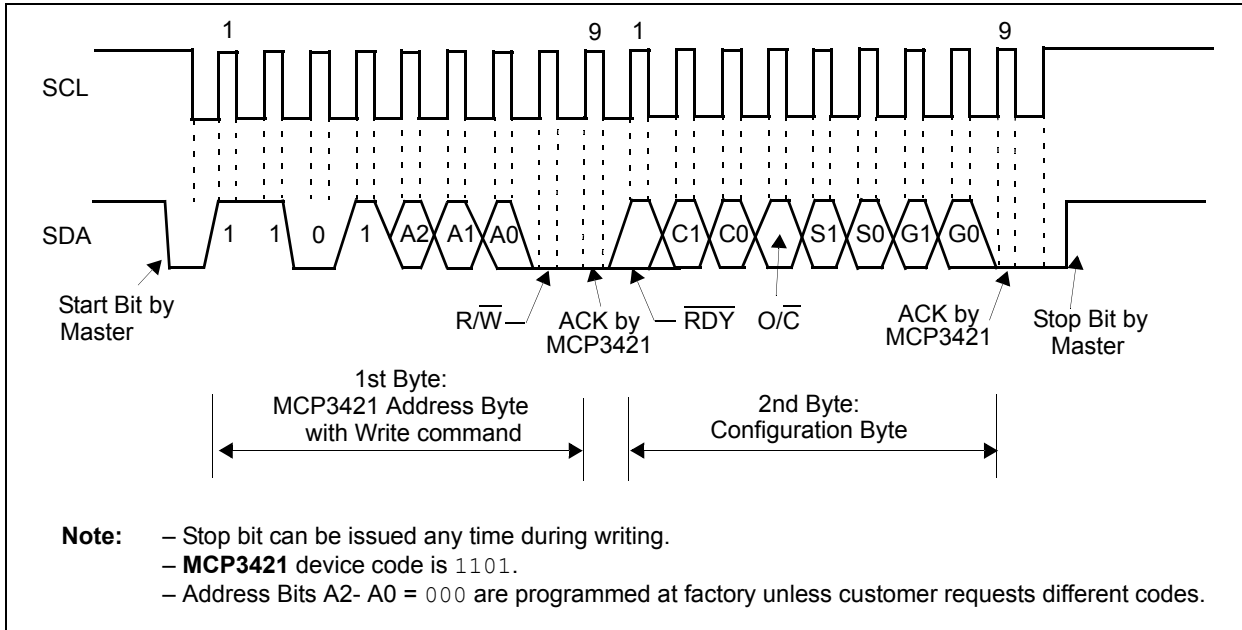 1 9 1 9
SCL
SDA 1 1 0 1 A2 A1 A0 C1 C0 S1 S0 G1 G0
Start Bit by
Master
R/W̅
ACK by
MCP3421
R̅D̅Y̅
O/C̅
ACK by
MCP3421
Stop Bit by
Master
1st Byte:
MCP3421 Address Byte
with Write command
2nd Byte:
Configuration Byte
Note: – Stop bit can be issued any time during writing.
– MCP3421 device code is 1101.
– Address Bits A2- A0 = 000 are programmed at factory unless customer requests different codes.